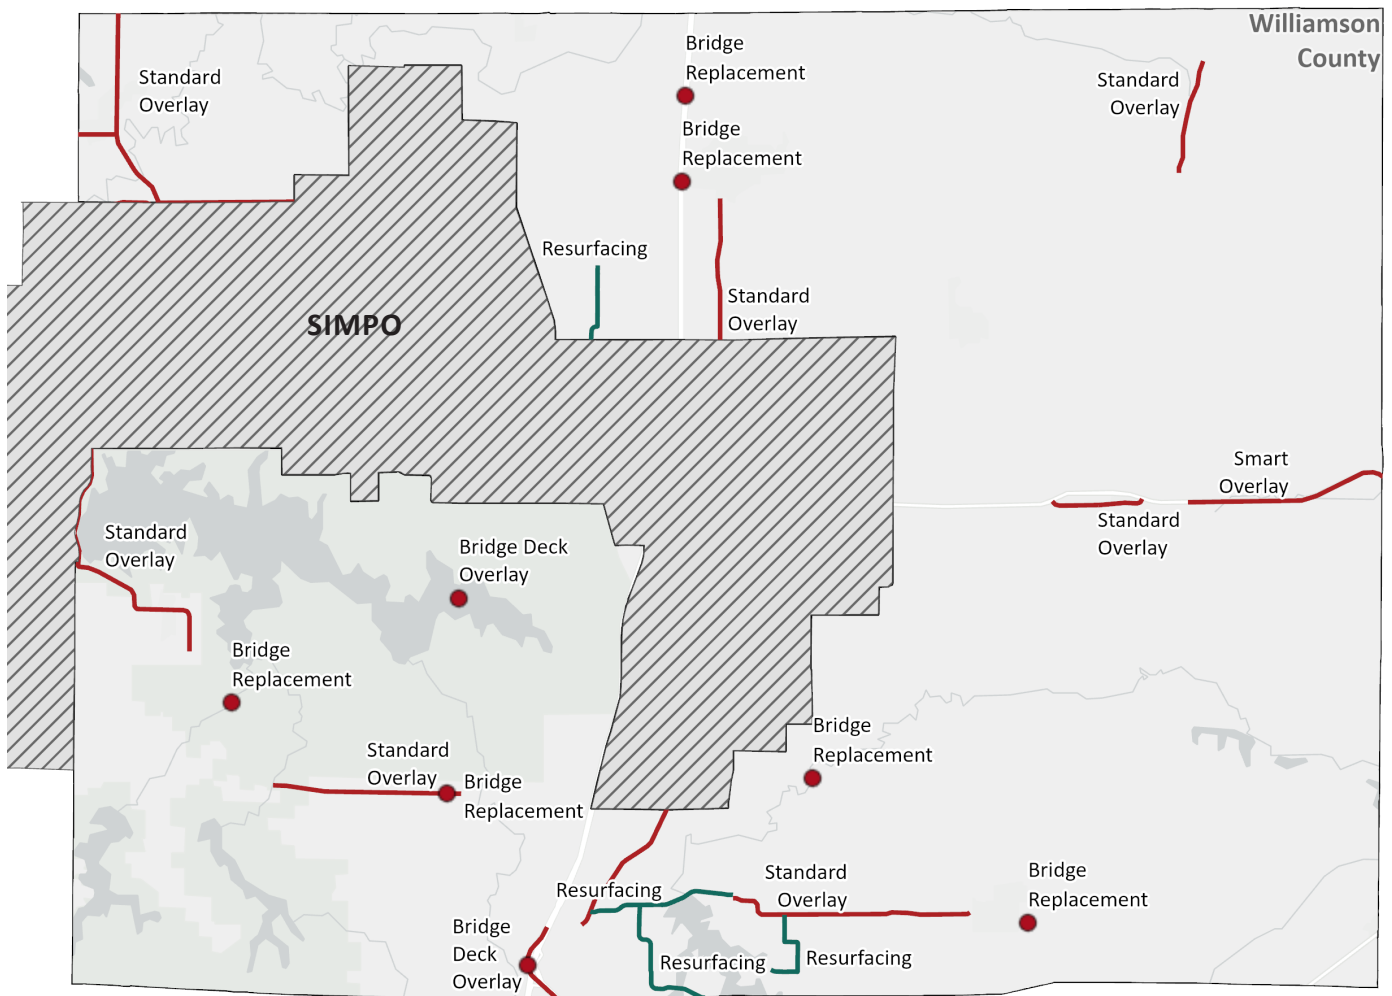 Williamson
County
Bridge
Replacement
Standard
Overlay
Standard
Overlay
Bridge
Replacement
Resurfacing
Standard
Overlay
SIMPO
Smart
Overlay
Standard
Overlay
Standard
Overlay
Bridge Deck
Overlay
Bridge
Replacement
Bridge
Replacement
Standard
Overlay
Bridge
Replacement
Standard
Overlay
Bridge
Replacement
Resurfacing
Bridge
Deck
Overlay
Resurfacing
Resurfacing